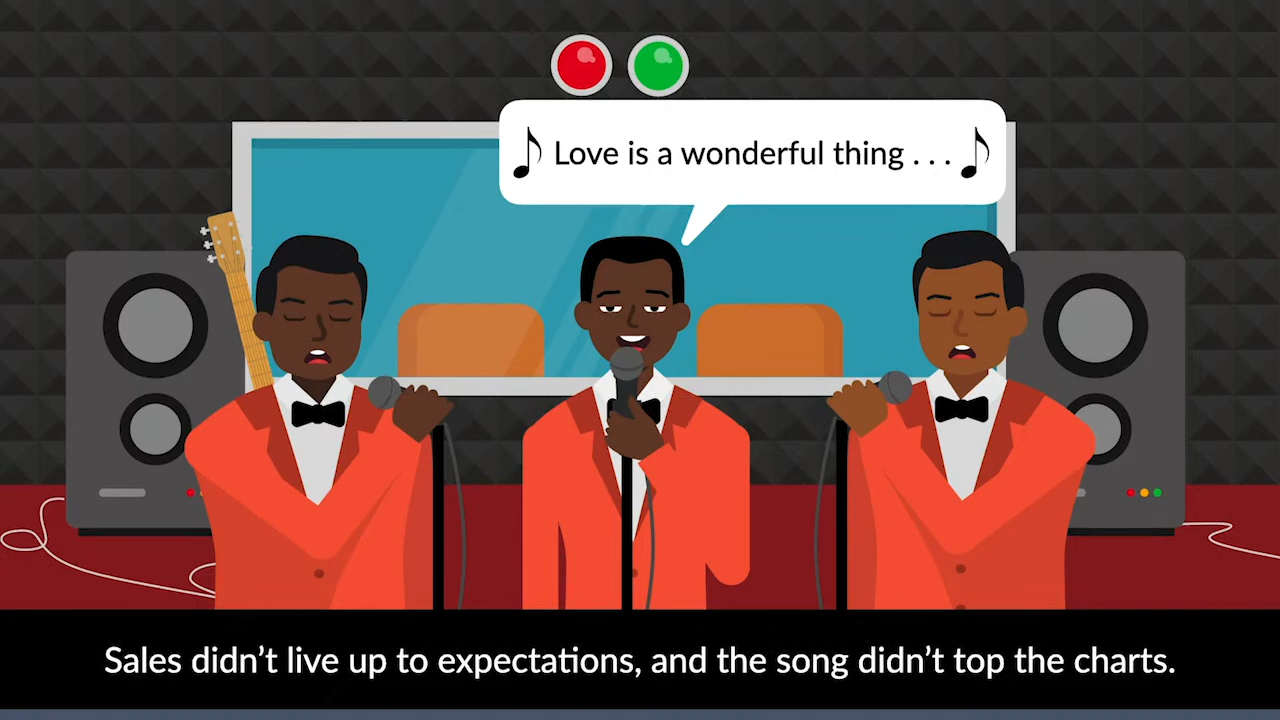 Love is a wonderful thing . . .
Sales didn’t live up to expectations, and the song didn’t top the charts.